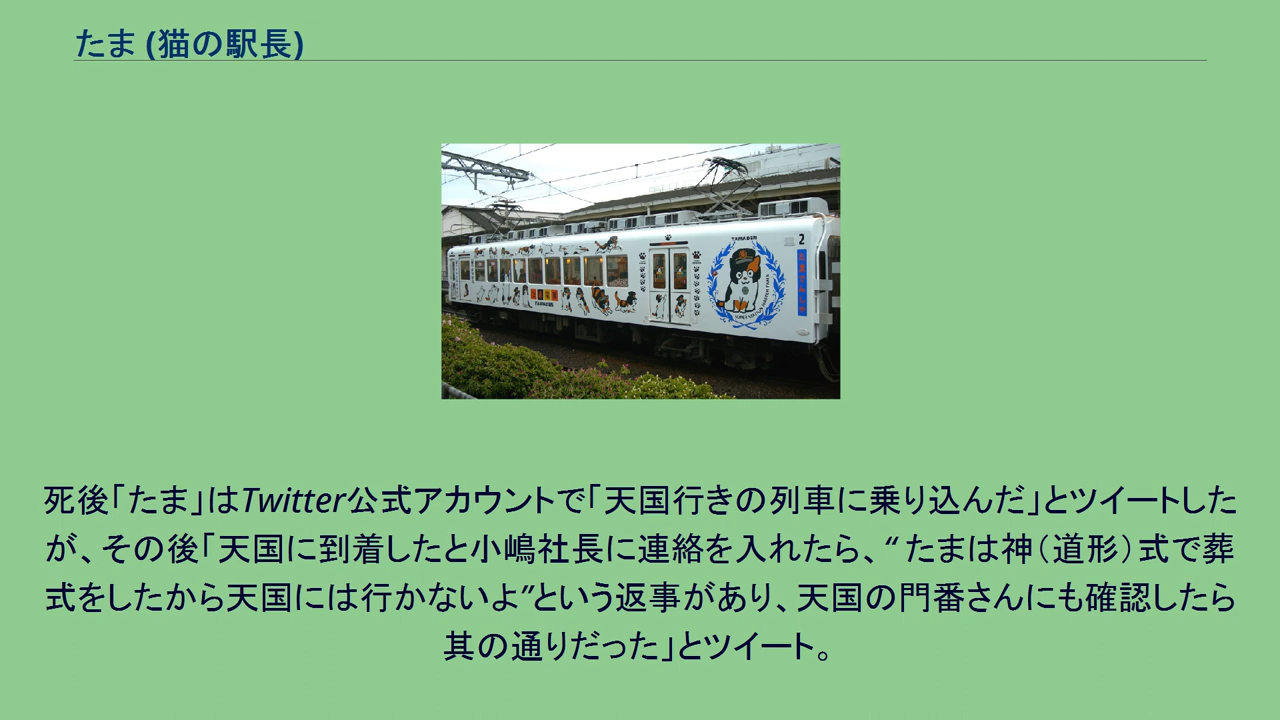 たま (猫の駅長)
TAMADEN
2
TAMADEN
死後「たま」はTwitter公式アカウントで「天国行きの列車に乗り込んだ」とツイートした
が、その後「天国に到着したと小嶋社長に連絡を入れたら、“ たまは神（道形）式で葬
式をしたから天国には行かないよ”という返事があり、天国の門番さんにも確認したら
其の通りだった」とツイート。